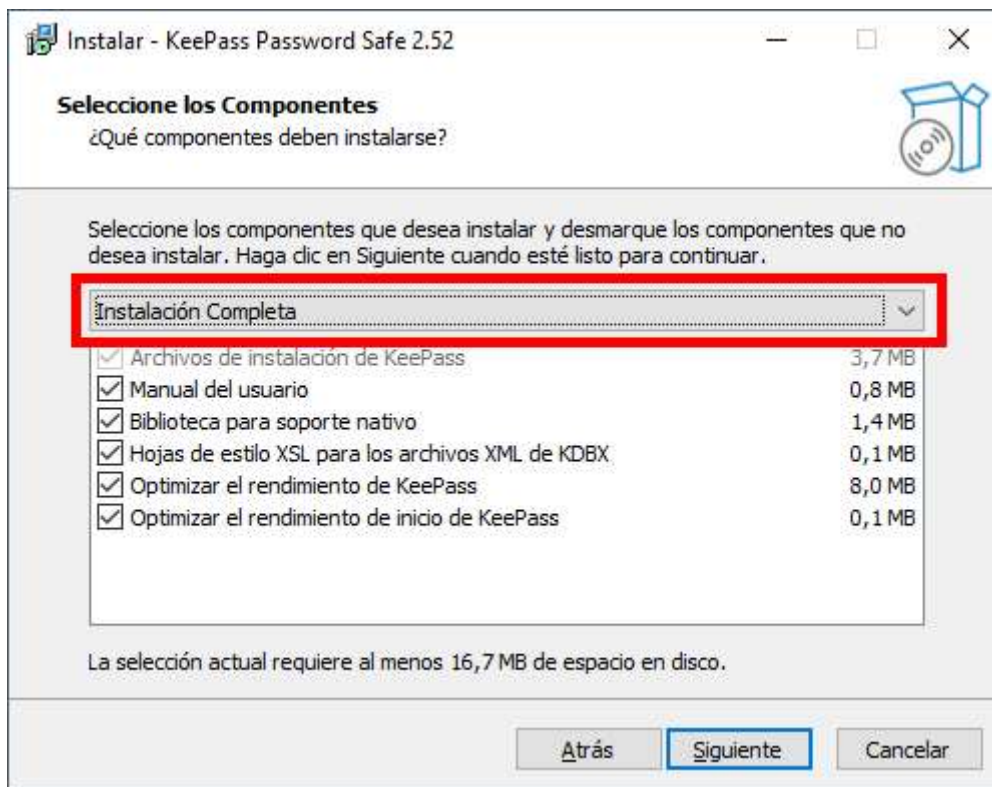 Instalar - KeePass Password Safe 2.52
Seleccione los Componentes
¿Qué componentes deben instalarse?
Seleccione los componentes que desea instalar y desmarque los componentes que no
desea instalar. Haga clic en Siguiente cuando esté listo para continuar.
Instalación Completa
Archivos de instalación de KeePass 3,7 MB
Manual del usuario 0,8 MB
Biblioteca para soporte nativo 1,4 MB
Hojas de estilo XSL para los archivos XML de KDBX 0,1 MB
Optimizar el rendimiento de KeePass 8,0 MB
Optimizar el rendimiento de inicio de KeePass 0,1 MB
La selección actual requiere al menos 16,7 MB de espacio en disco.
Atrás Siguiente Cancelar